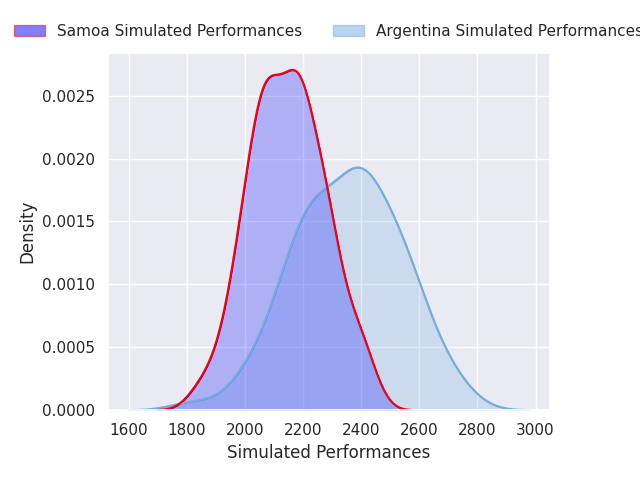 Samoa Simulated Performances Argentina Simulated Performances
0.0025
0.0020
0.0015
0.0010
0.0005
0.0000
Density
1600 1800 2000 2200 2400 2600 2800 3000
Simulated Performances